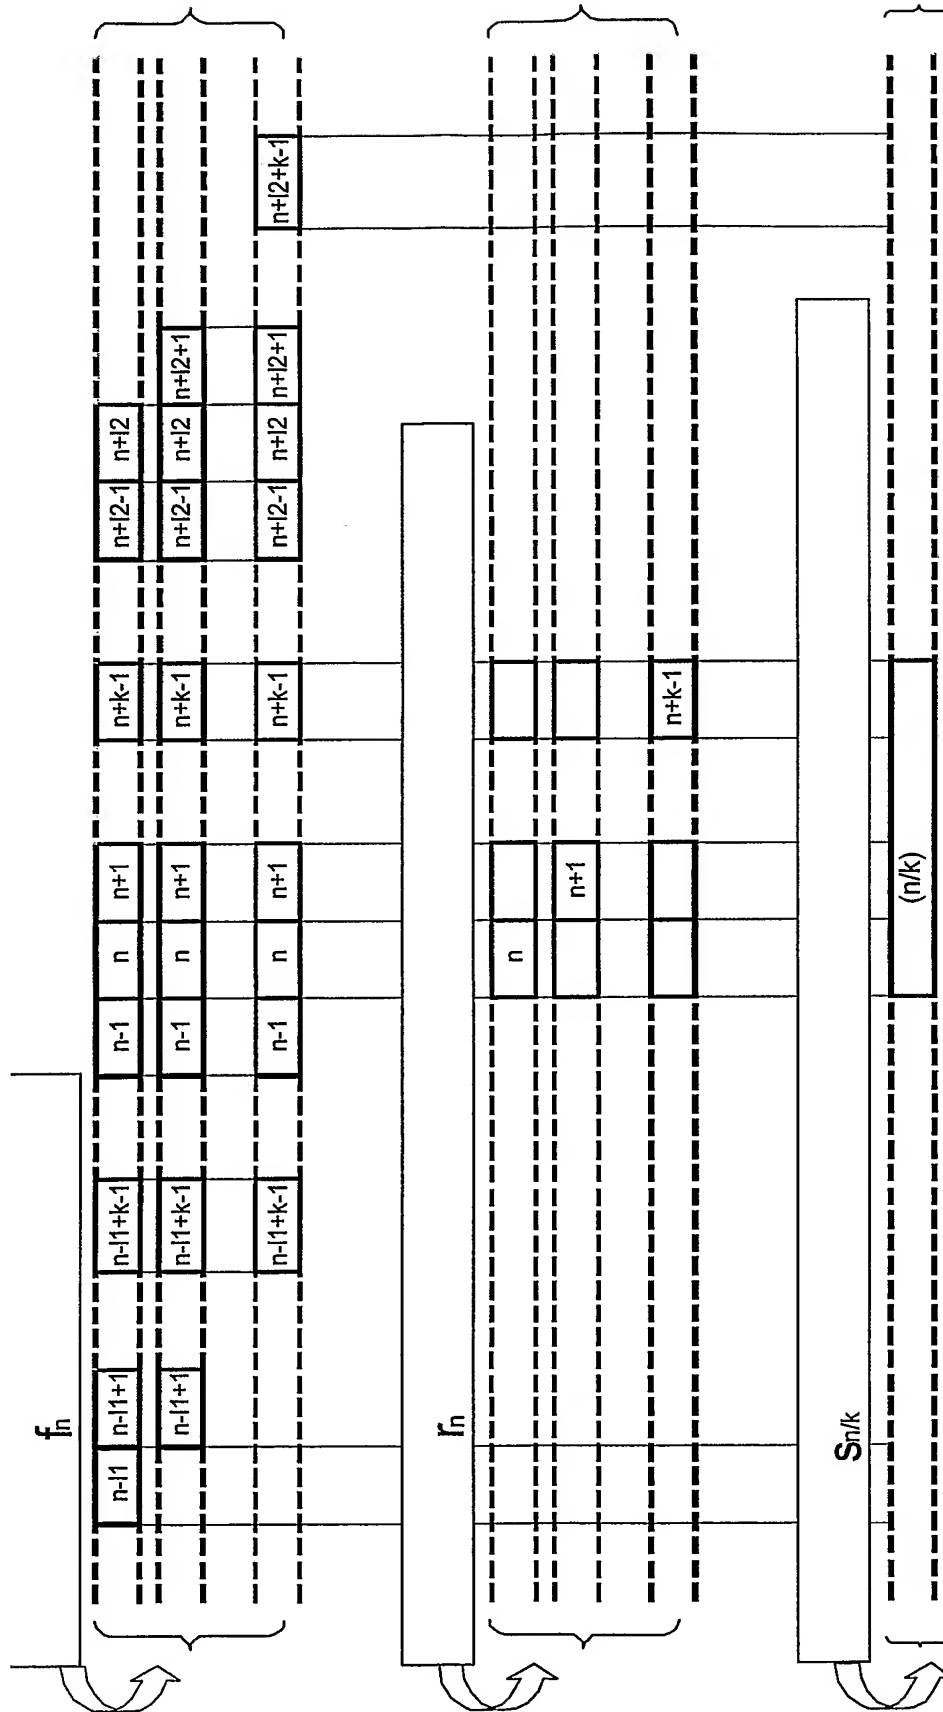 fn
n-l1 n-l1+1 n-l1+k-1 n-1 n n+1 n+k-1 n+l2-1 n+l2
n-l1+1 n-l1+k-1 n-1 n n+1 n+k-1 n+l2-1 n+l2 n+l2+1
n-l1+k-1 n-1 n n+1 n+k-1 n+l2-1 n+l2 n+l2+1 n+l2+k-1
rn
n
n+1
n+k-1
Sn/k
(n/k)